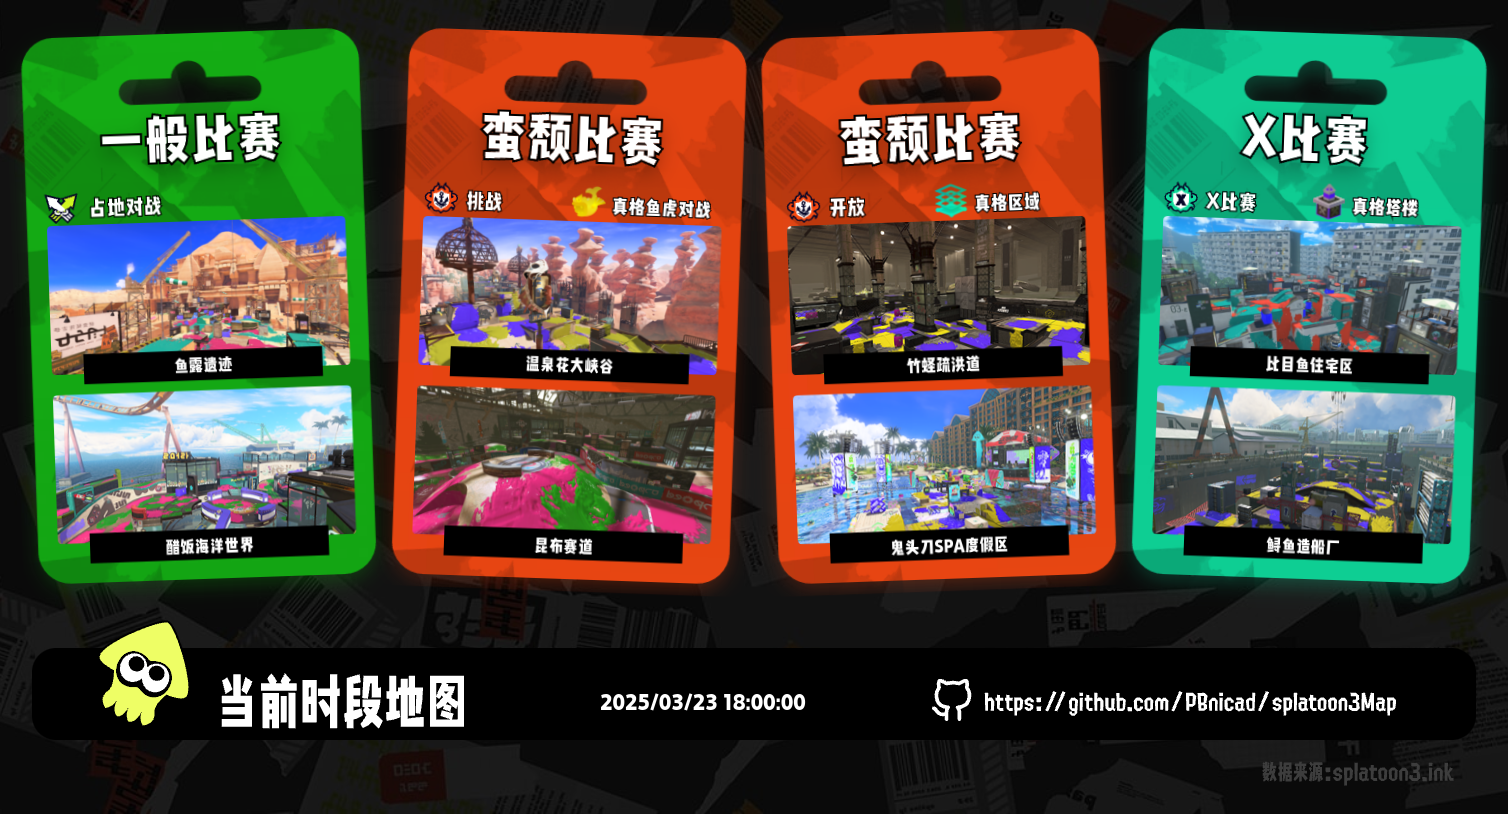 一般比赛
占地对战
鱼露遗迹
醋饭海洋世界
蛮颓比赛
挑战
真格鱼虎对战
温泉花大峡谷
昆布赛道
蛮颓比赛
开放
真格区域
竹蛏疏洪道
鬼头刀SPA度假区
X比赛
X比赛
真格塔楼
比目鱼住宅区
鲟鱼造船厂
当前时段地图
2025/03/23 18:00:00
https://github.com/PBnicad/splatoon3Map
数据来源:splatoon3.ink